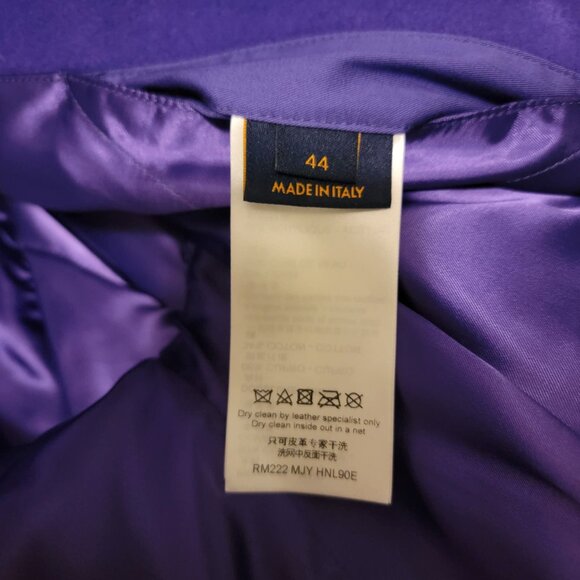 44
MADE IN ITALY
Dry clean by leather specialist only
Dry clean inside out in a net
只可皮革专家干洗
洗网中反面干洗
RM222 MJY HNL90E